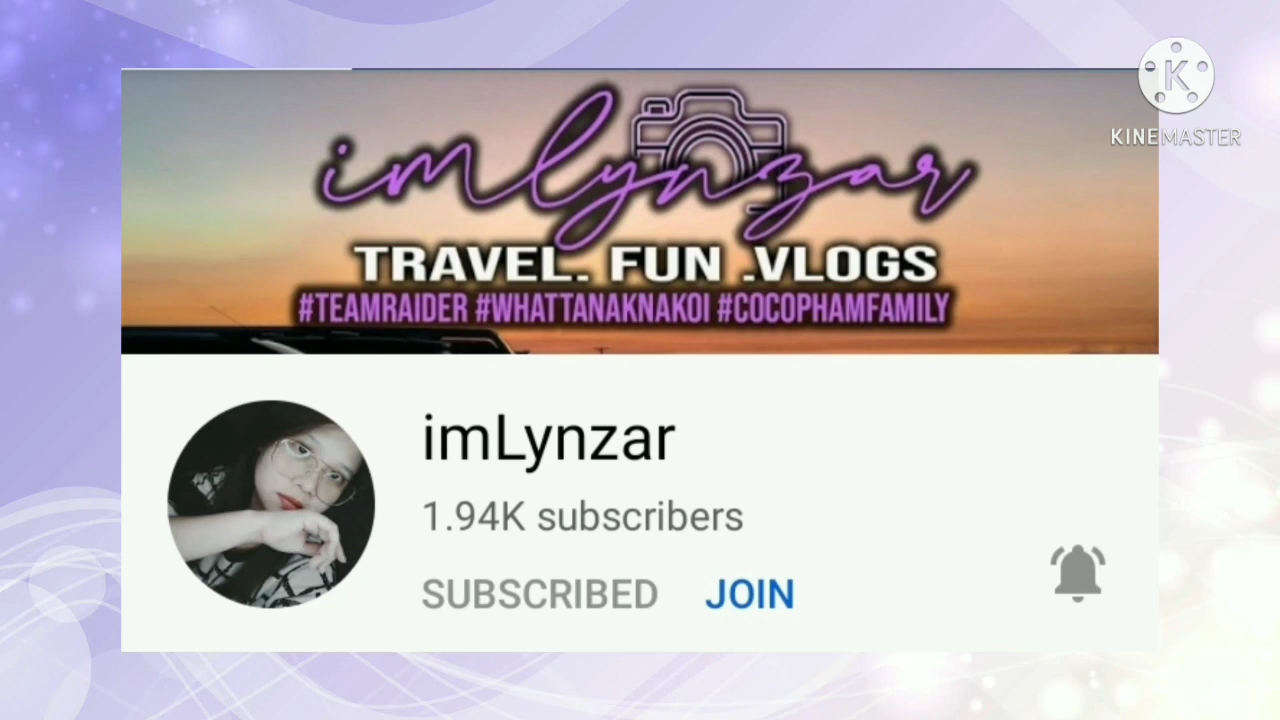 imlynzar
TRAVEL. FUN .VLOGS
#TEAMRAIDER #WHATTANAKNAKOI #COCOPHAMFAMILY
K
KINEMASTER
imLynzar
1.94K subscribers
SUBSCRIBED JOIN